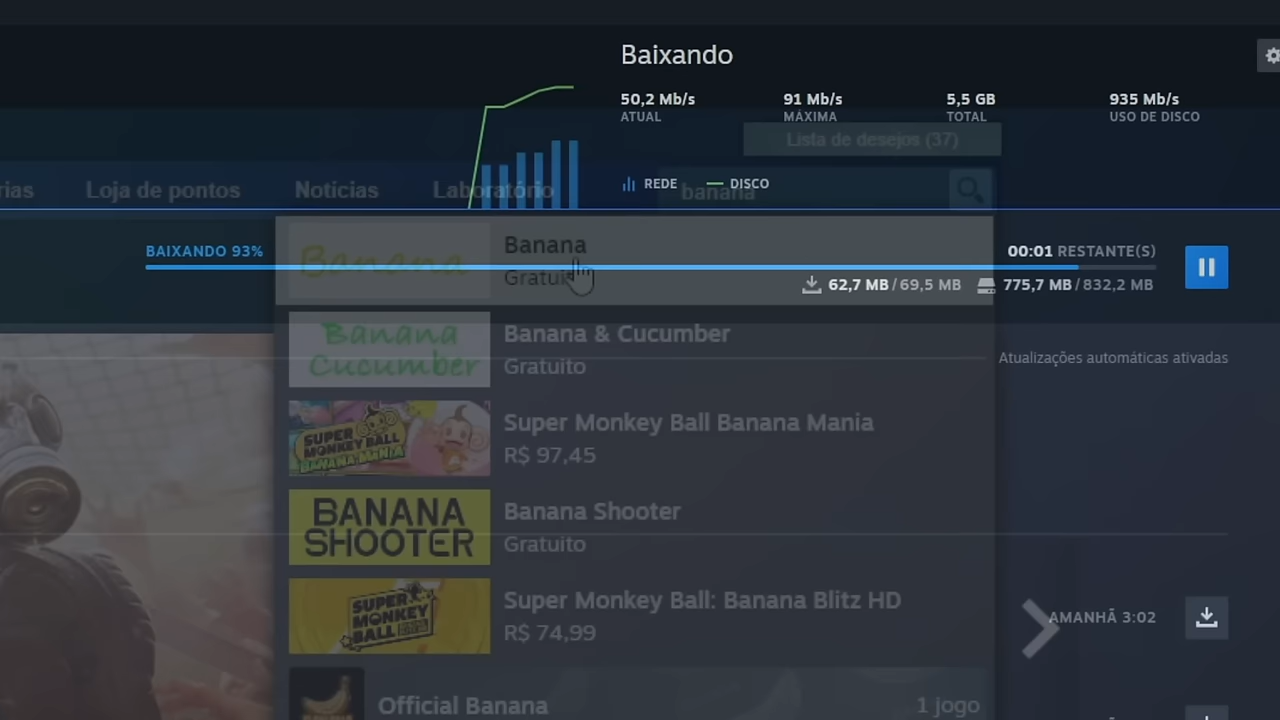 Baixando
50,2 Mb/s
ATUAL
91 Mb/s
MÁXIMA
5,5 GB
TOTAL
935 Mb/s
USO DE DISCO
Lista de desejos (37)
rias
Loja de pontos
Notícias
Laboratório
REDE
DISCO
banana
BAIXANDO 93%
00:01 RESTANTE(S)
62,7 MB/69,5 MB
775,7 MB/832,2 MB
Banana
Banana
Gratuito
Banana Cucumber
Banana & Cucumber
Gratuito
Atualizações automáticas ativadas
SUPER MONKEY BALL BANANA MANIA
Super Monkey Ball Banana Mania
R$ 97,45
BANANA SHOOTER
Banana Shooter
Gratuito
SUPER MONKEY BALL
Super Monkey Ball: Banana Blitz HD
R$ 74,99
AMANHÃ 3:02
Official Banana
1 jogo